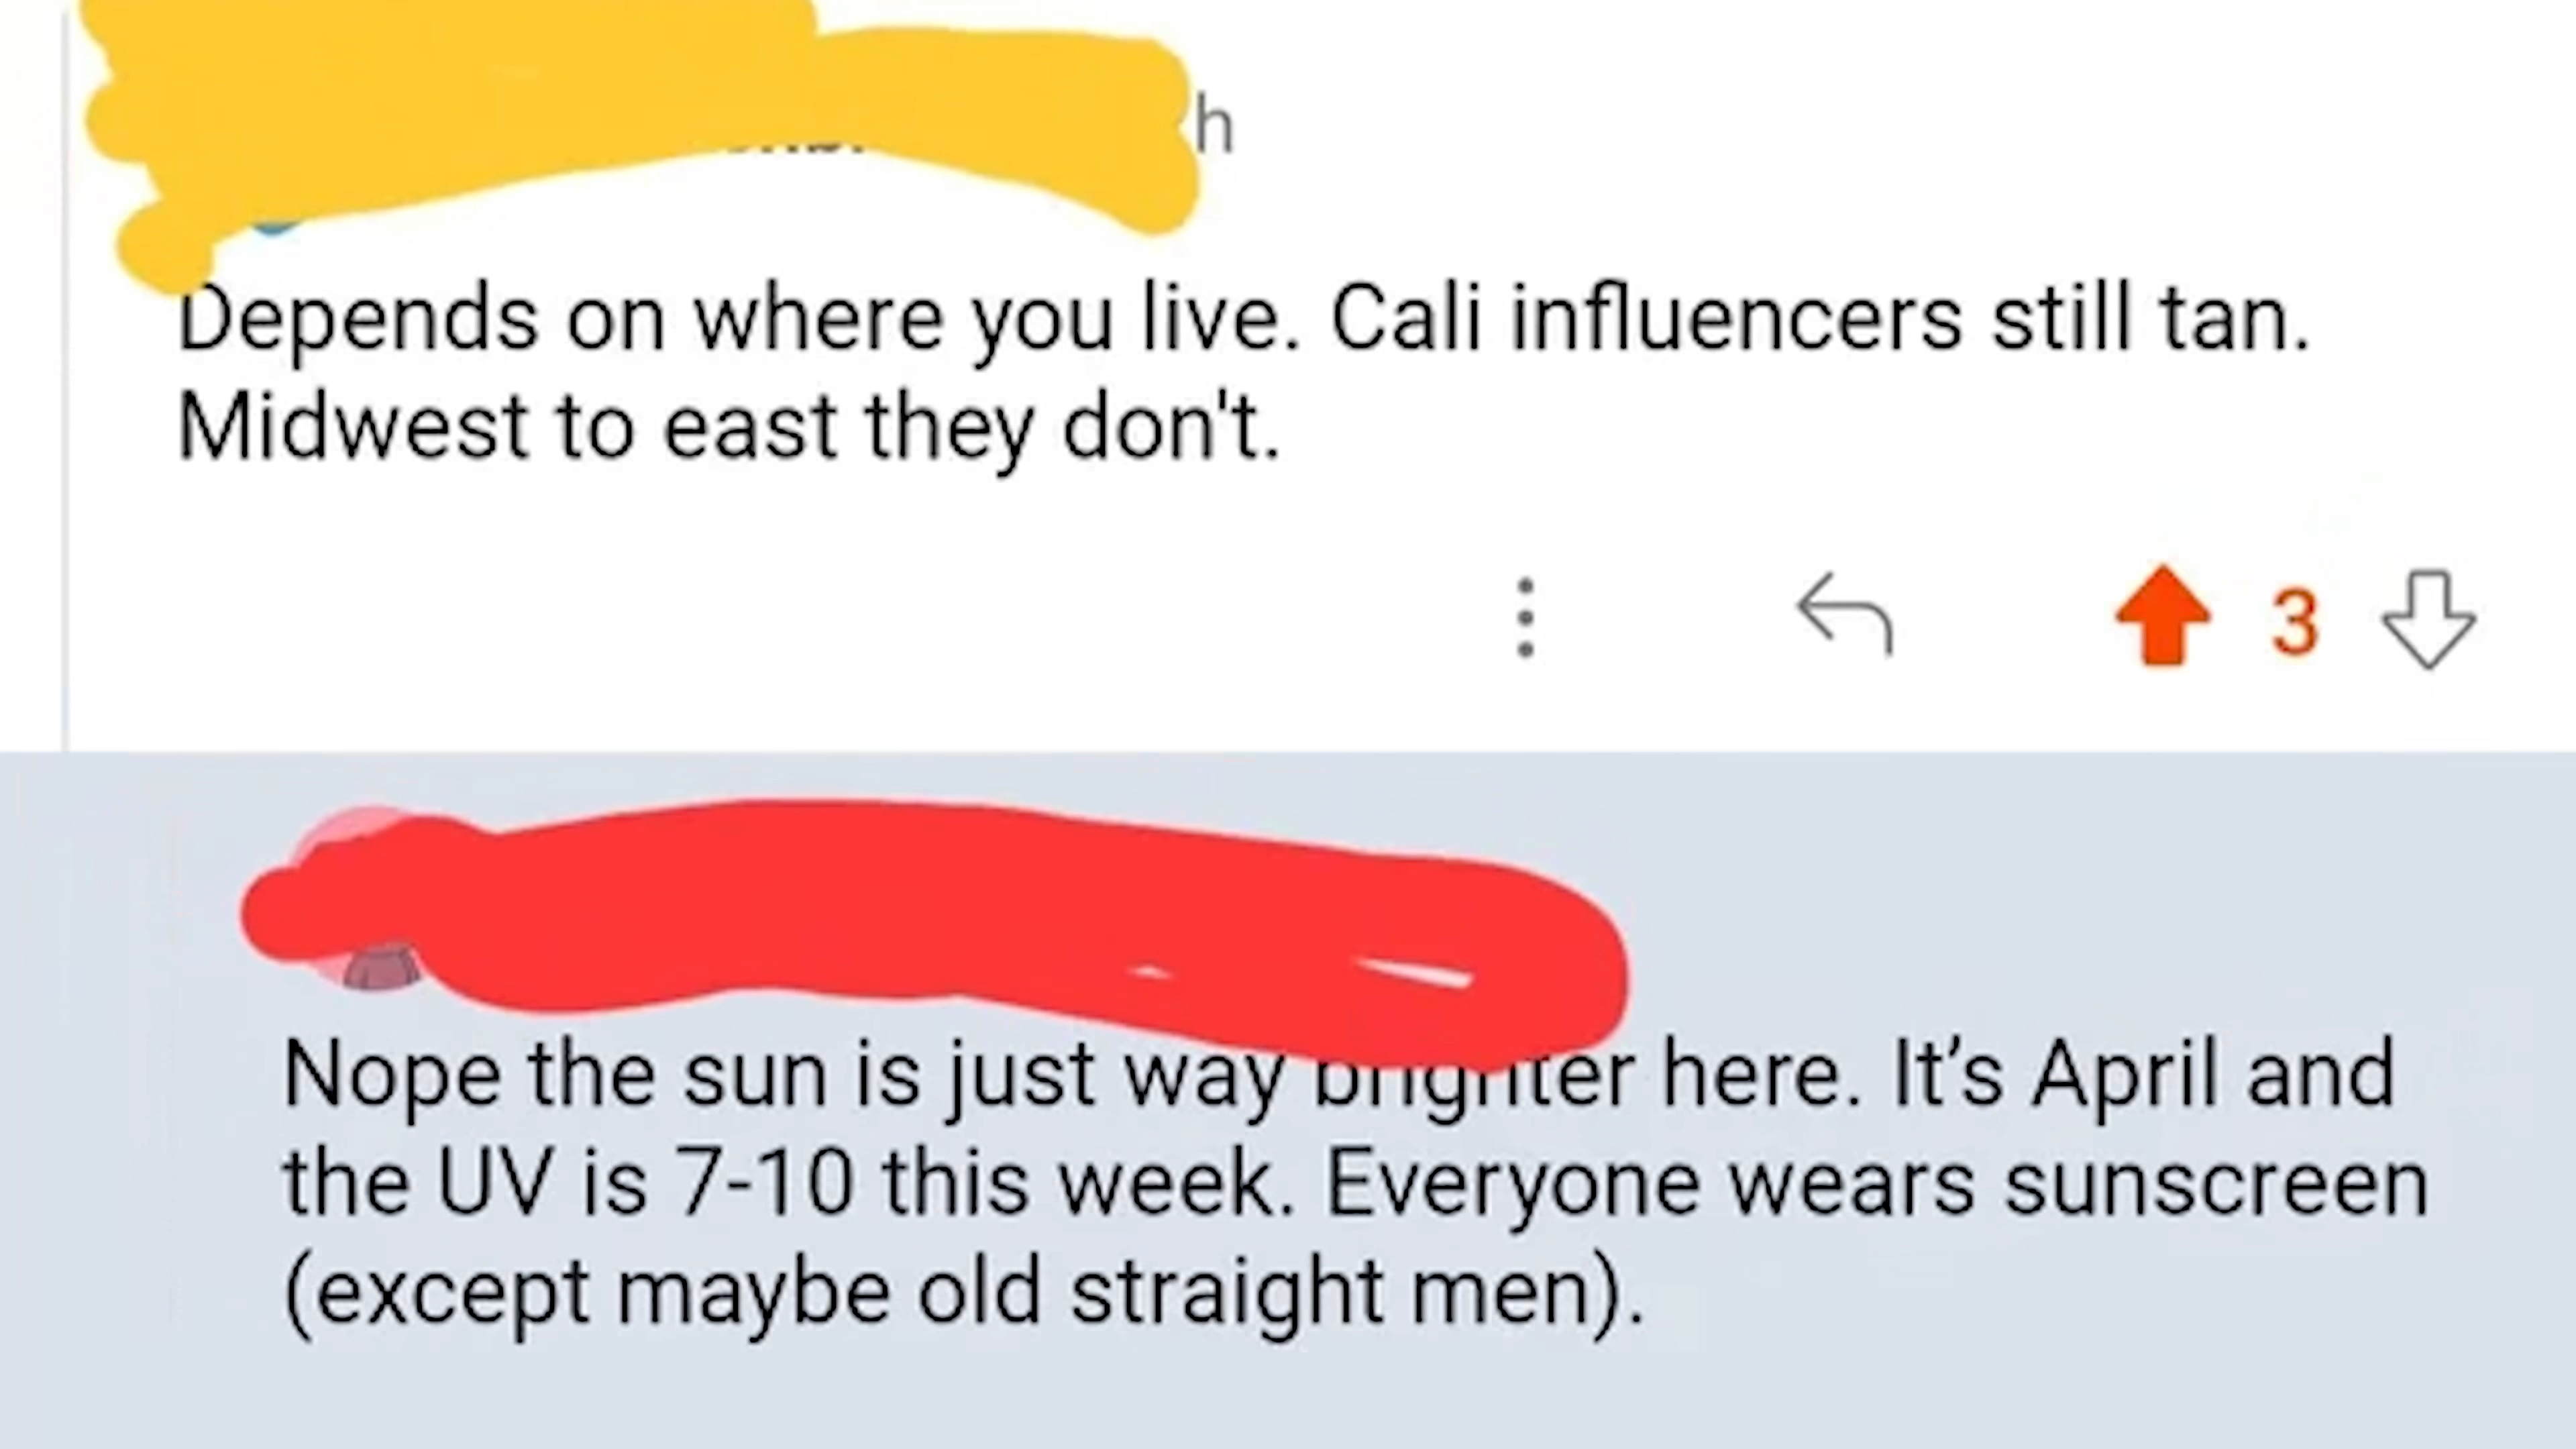 h
Depends on where you live. Cali influencers still tan.
Midwest to east they don't.
3
Nope the sun is just way brighter here. It’s April and
the UV is 7-10 this week. Everyone wears sunscreen
(except maybe old straight men).